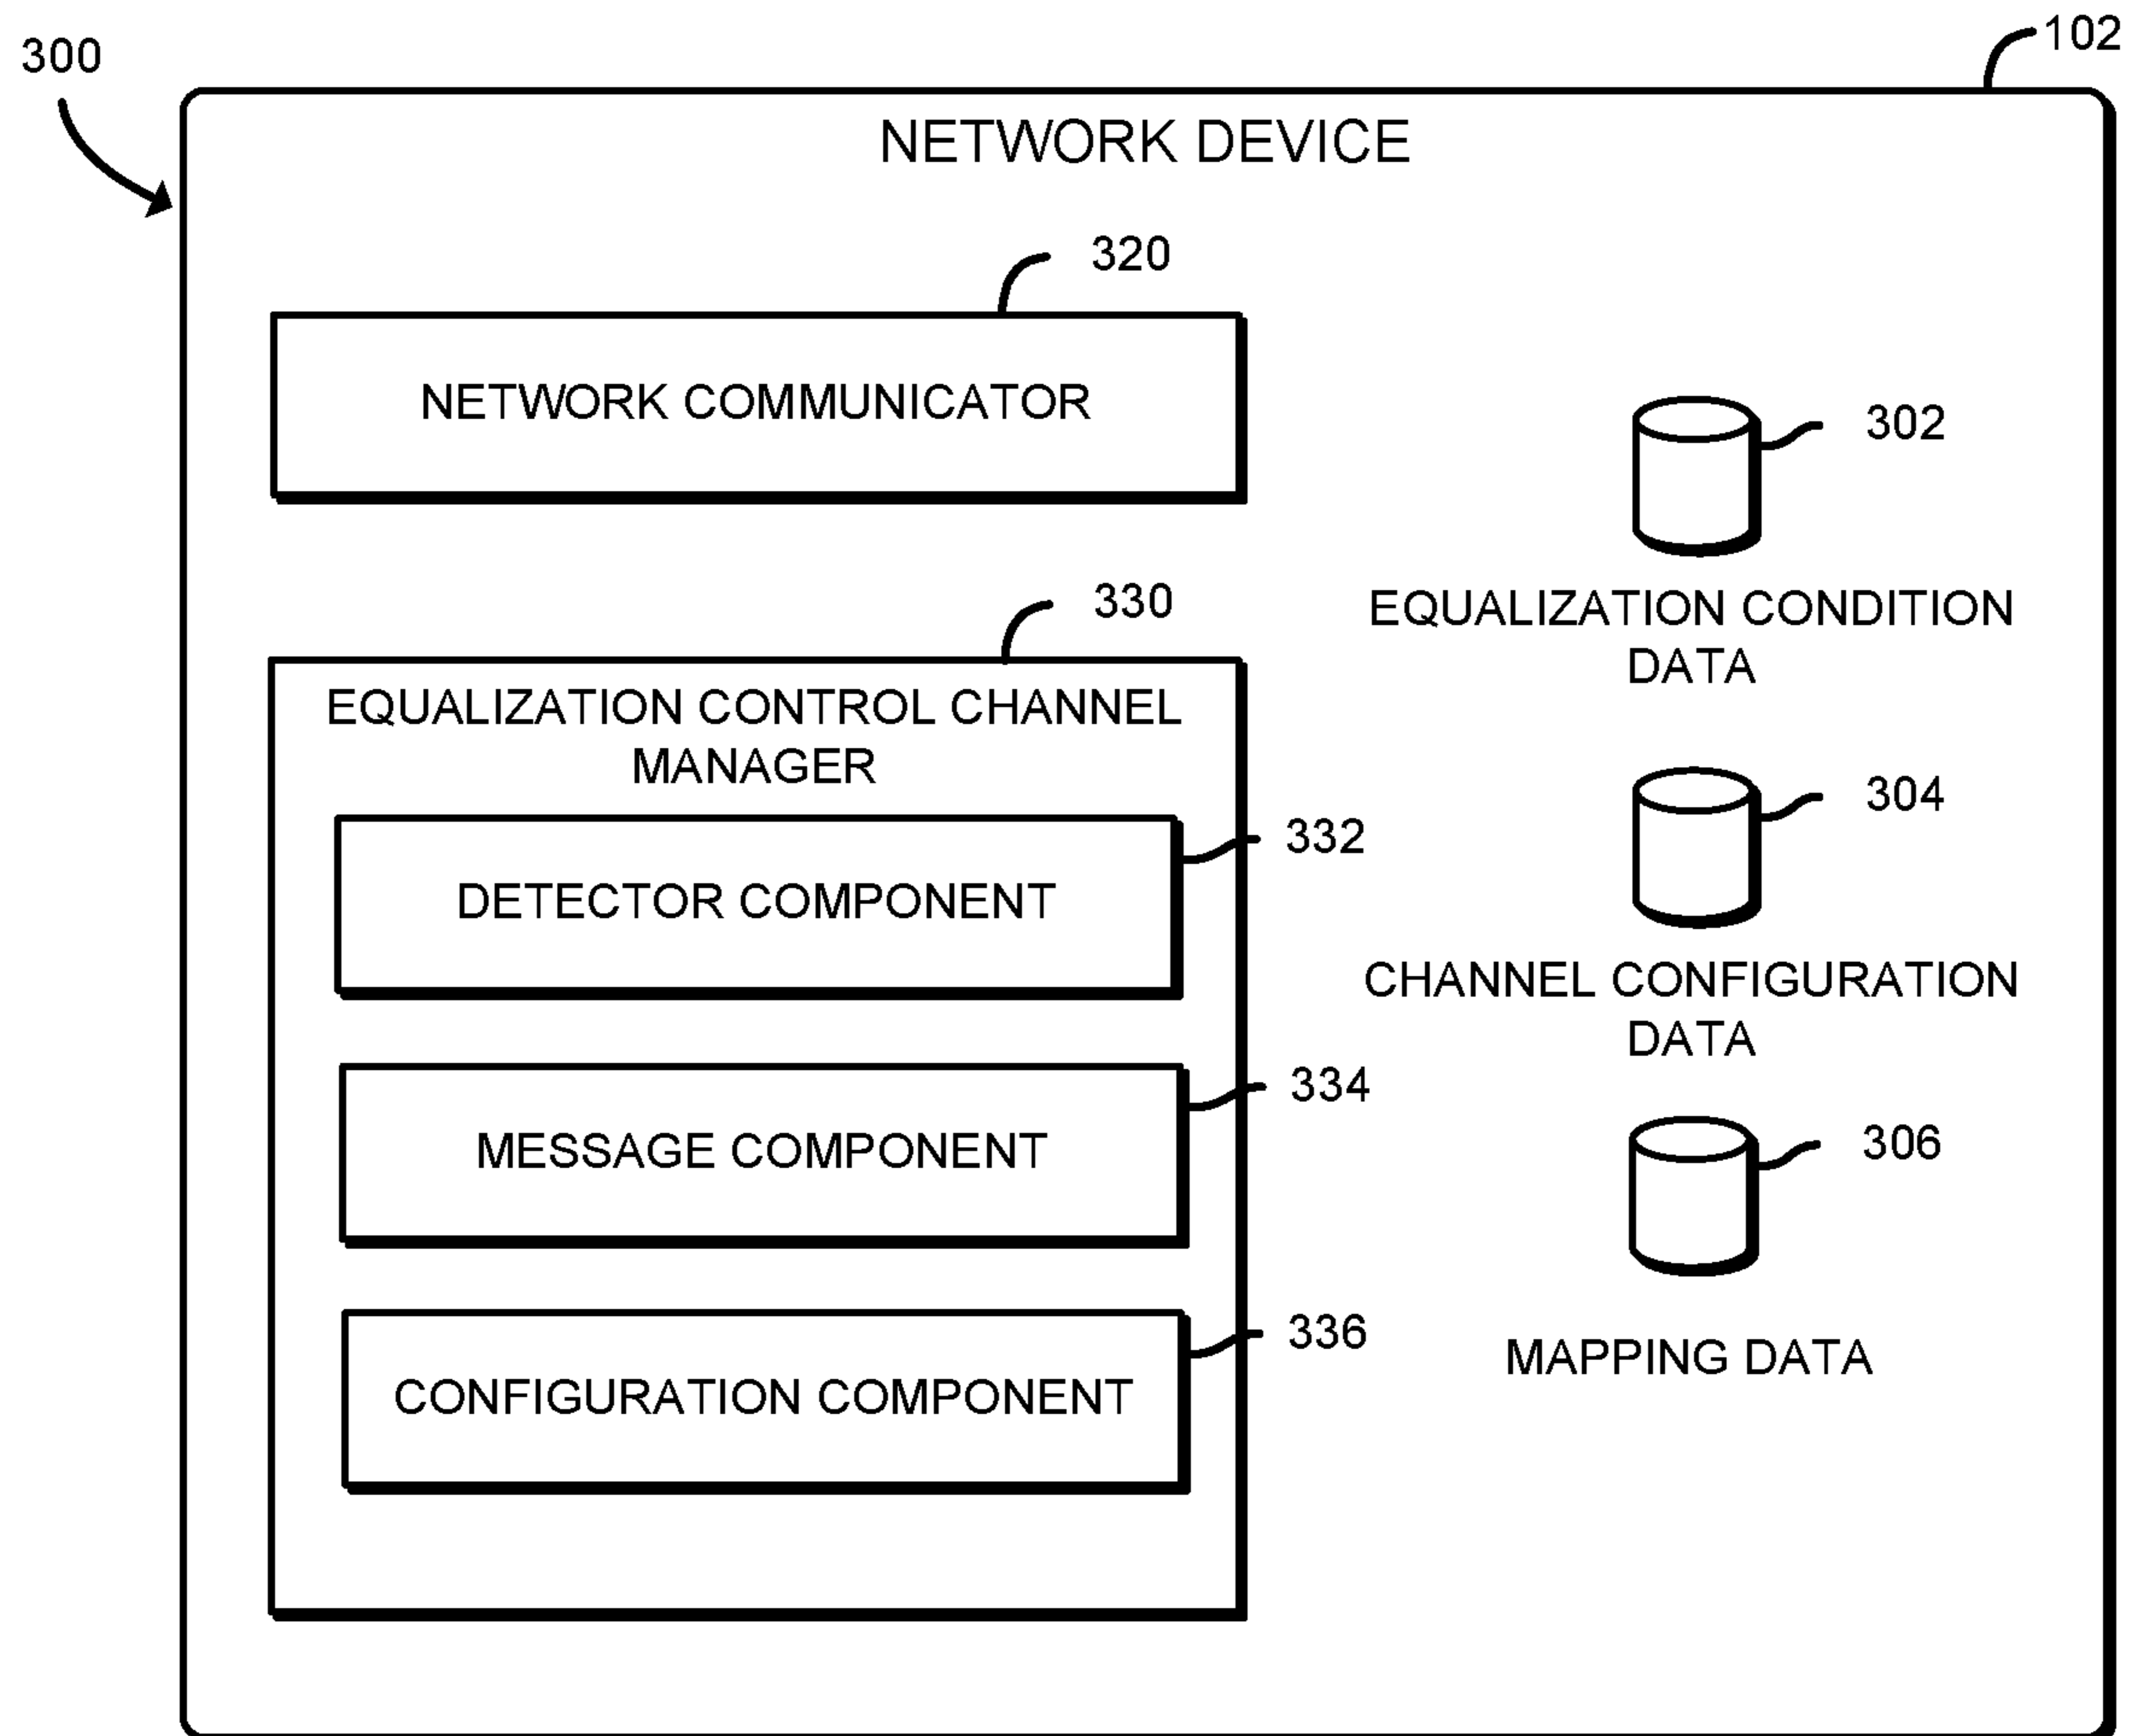 300
102
NETWORK DEVICE
320
NETWORK COMMUNICATOR
302
EQUALIZATION CONDITION
DATA
330
EQUALIZATION CONTROL CHANNEL
MANAGER
332
DETECTOR COMPONENT
304
CHANNEL CONFIGURATION
DATA
334
MESSAGE COMPONENT
306
MAPPING DATA
336
CONFIGURATION COMPONENT